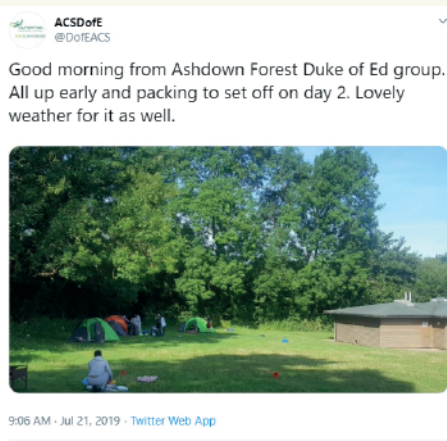 ACSDofE
@DofEACS
Good morning from Ashdown Forest Duke of Ed group.
All up early and packing to set off on day 2. Lovely
weather for it as well.
9:06 AM · Jul 21, 2019 · Twitter Web App